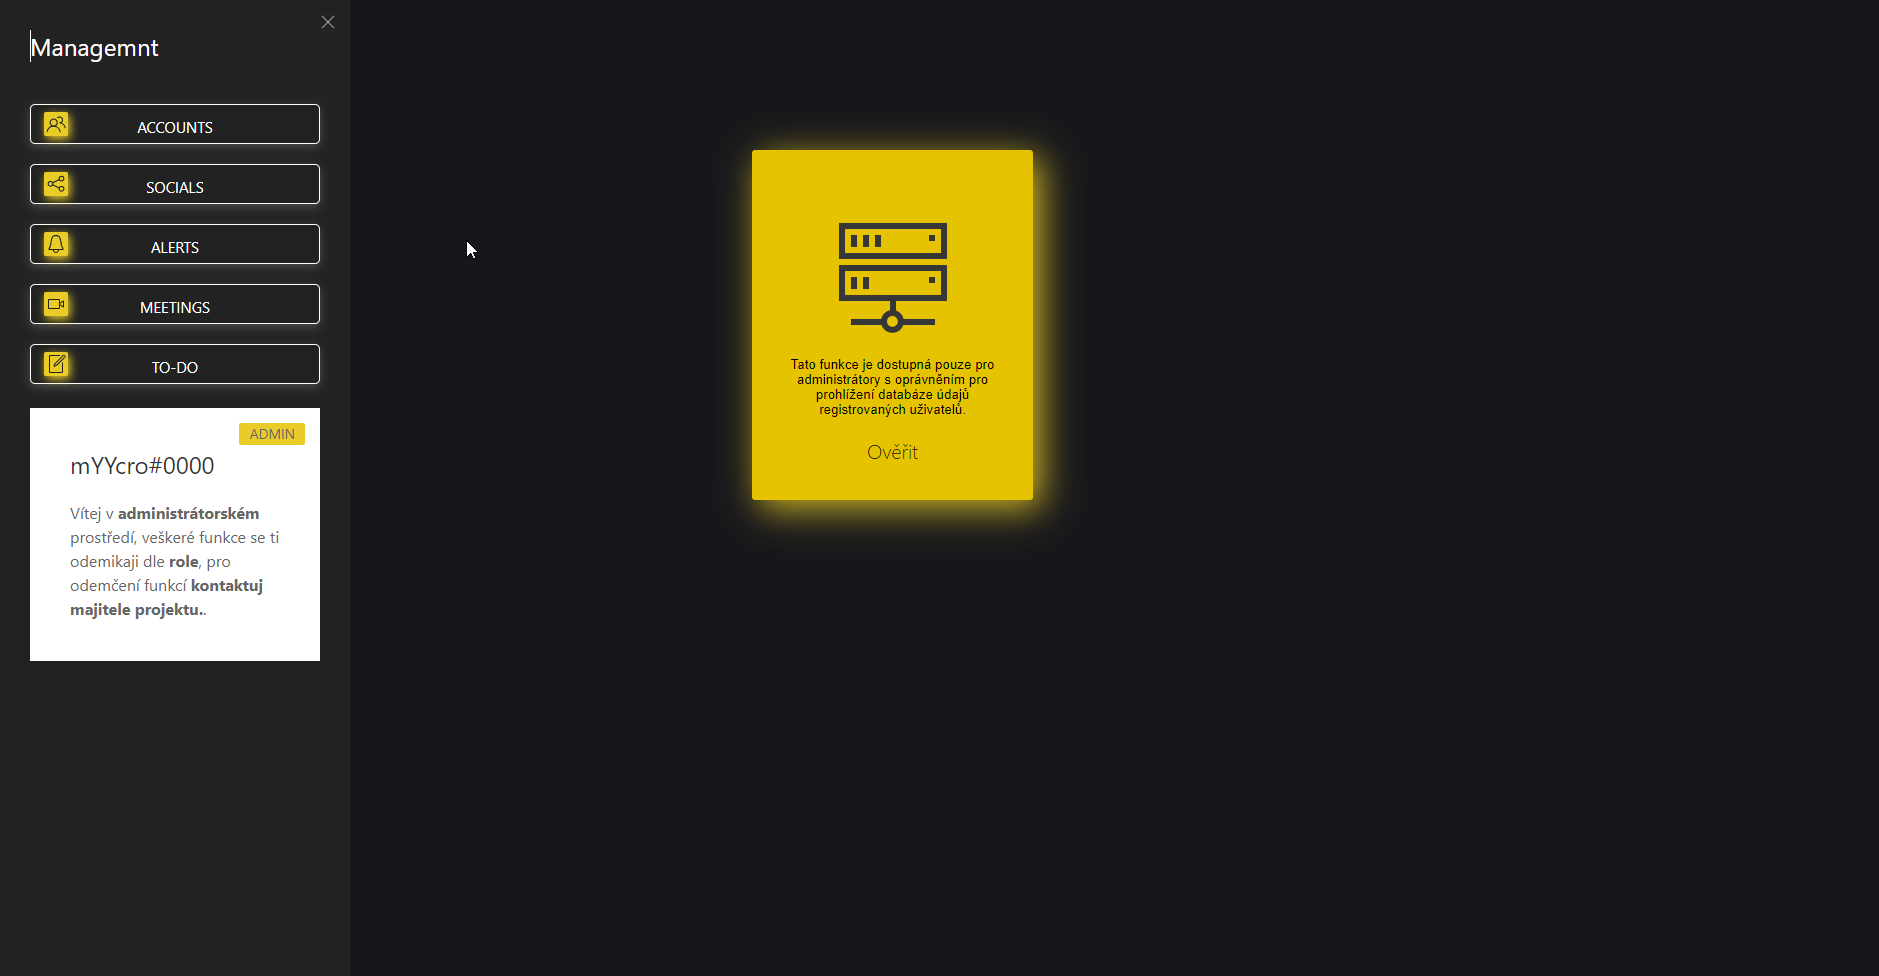 Managemnt
ACCOUNTS
SOCIALS
ALERTS
MEETINGS
TO-DO
ADMIN
mYYcro#0000
Vítej v administrátorském
prostředí, veškeré funkce se ti
odemikaji dle role, pro
odemčení funkcí kontaktuj
majitele projektu..
Tato funkce je dostupná pouze pro
administrátory s oprávněním pro
prohlížení databáze údajů
registrovaných uživatelů.
Ověřit